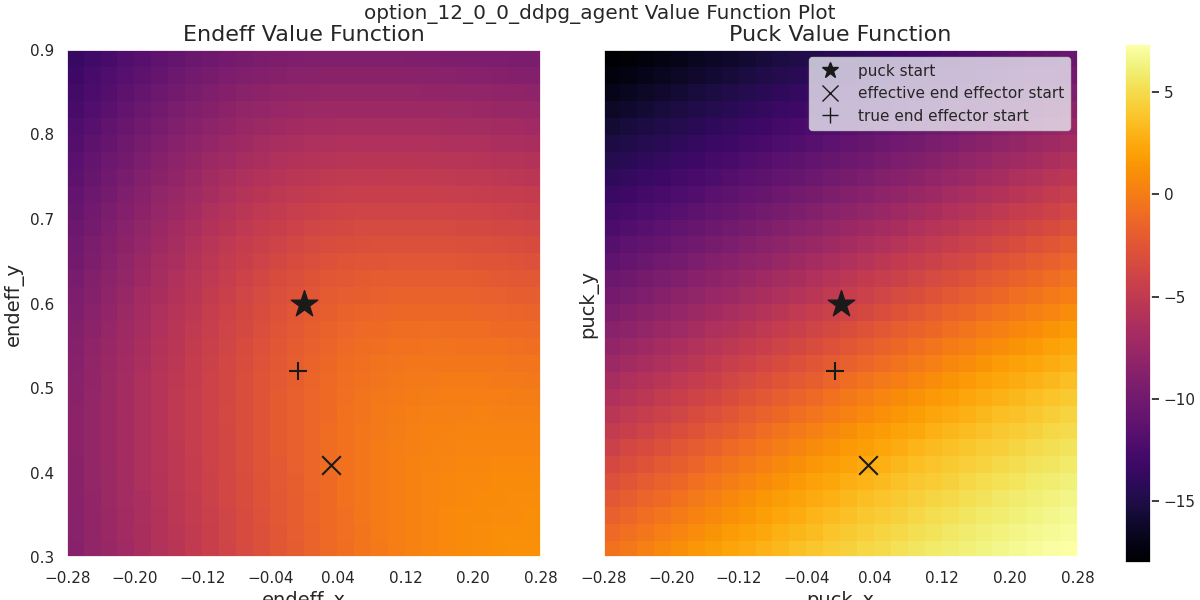 option_12_0_0_ddpg_agent Value Function Plot
Endeff Value Function
Puck Value Function
puck start
effective end effector start
true end effector start
0.9
0.8
0.7
0.6
0.5
0.4
0.3
endeff_y
puck_y
−0.28 −0.20 −0.12 −0.04 0.04 0.12 0.20 0.28
−0.28 −0.20 −0.12 −0.04 0.04 0.12 0.20 0.28
endeff_x
puck_x
5
0
−5
−10
−15